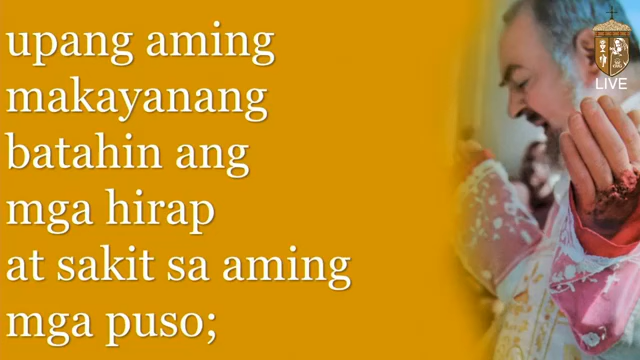 upang aming
makayanang
batahin ang
mga hirap
at sakit sa aming
mga puso;
LIVE